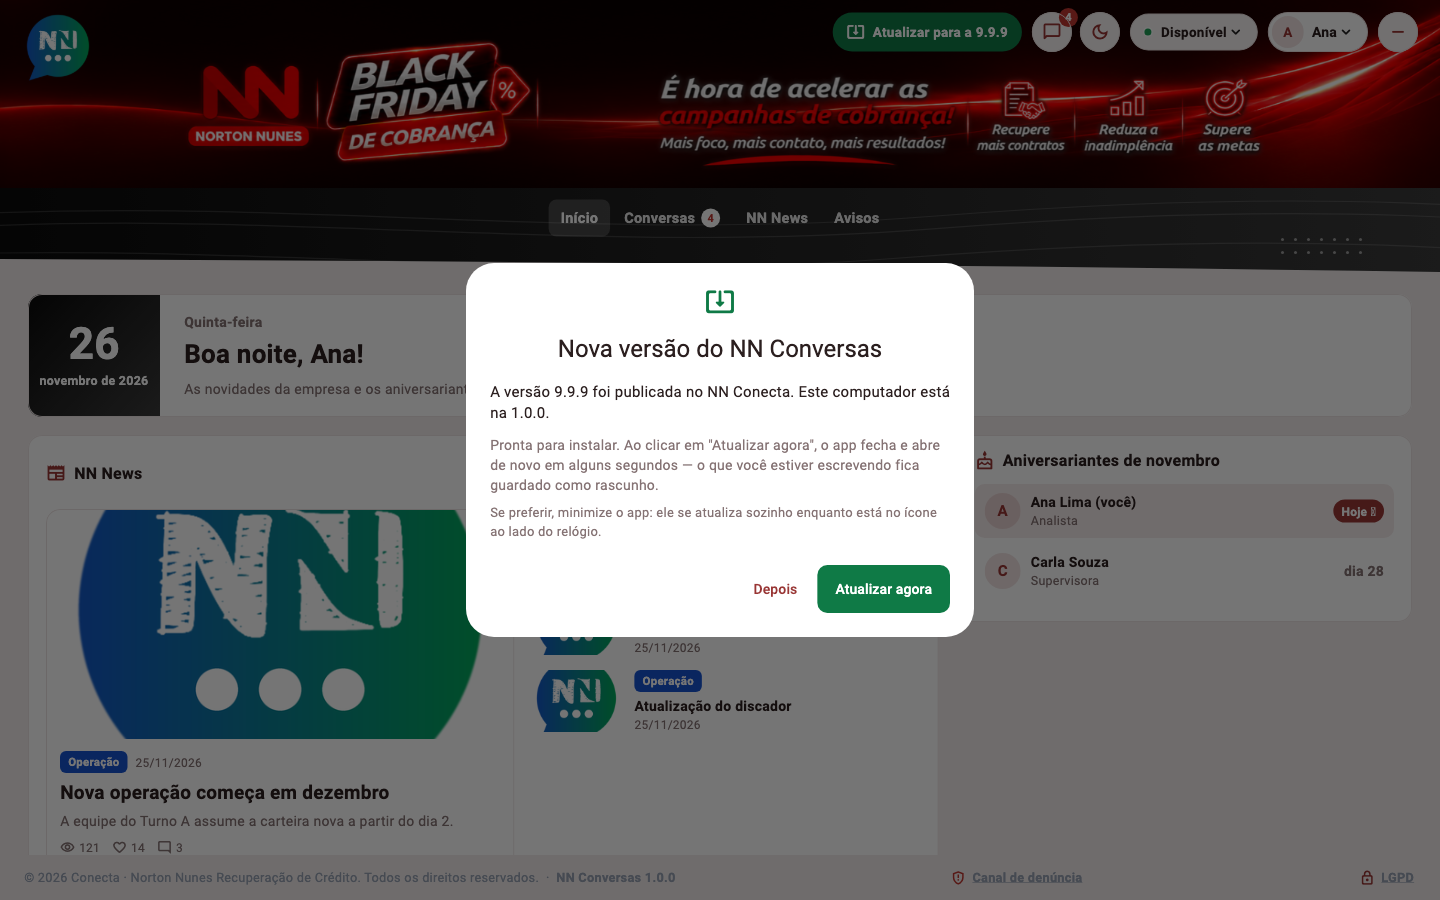 NN
Atualizar para a 9.9.9
4
Disponível
A
Ana
NN
NORTON NUNES
BLACK
FRIDAY
%
DE COBRANÇA
É hora de acelerar as
campanhas de cobrança!
Mais foco, mais contato, mais resultados!
Recupere
mais contratos
Reduza a
inadimplência
Supere
as metas
Início
Conversas 4
NN News
Avisos
26
novembro de 2026
Quinta-feira
Boa noite, Ana!
As novidades da empresa e os aniversariant
Nova versão do NN Conversas
A versão 9.9.9 foi publicada no NN Conecta. Este computador está
na 1.0.0.
Pronta para instalar. Ao clicar em "Atualizar agora", o app fecha e abre
de novo em alguns segundos — o que você estiver escrevendo fica
guardado como rascunho.
Se preferir, minimize o app: ele se atualiza sozinho enquanto está no ícone
ao lado do relógio.
Depois
Atualizar agora
NN News
NN
Operação
25/11/2026
Nova operação começa em dezembro
A equipe do Turno A assume a carteira nova a partir do dia 2.
121
14
3
25/11/2026
NN
Operação
Atualização do discador
25/11/2026
Aniversariantes de novembro
A
Ana Lima (você)
Analista
Hoje
C
Carla Souza
Supervisora
dia 28
© 2026 Conecta · Norton Nunes Recuperação de Crédito. Todos os direitos reservados. · NN Conversas 1.0.0
Canal de denúncia
LGPD